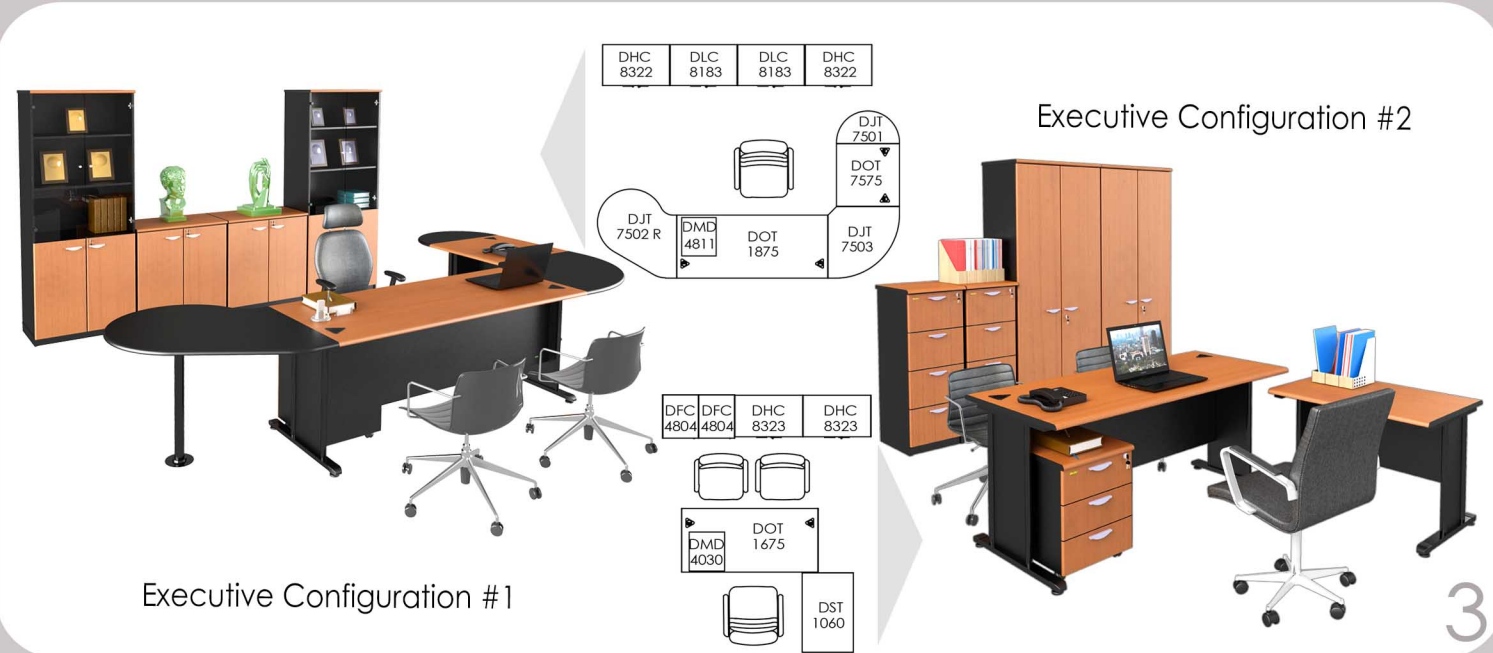 DHC
8322
DLC
8183
DLC
8183
DHC
8322
DJT
7501
DOT
7575
DJT
7502 R
DMD
4811
DOT
1875
DJT
7503
Executive Configuration #1
Executive Configuration #2
DFC
4804
DFC
4804
DHC
8323
DHC
8323
DOT
1675
DMD
4030
DST
1060
3